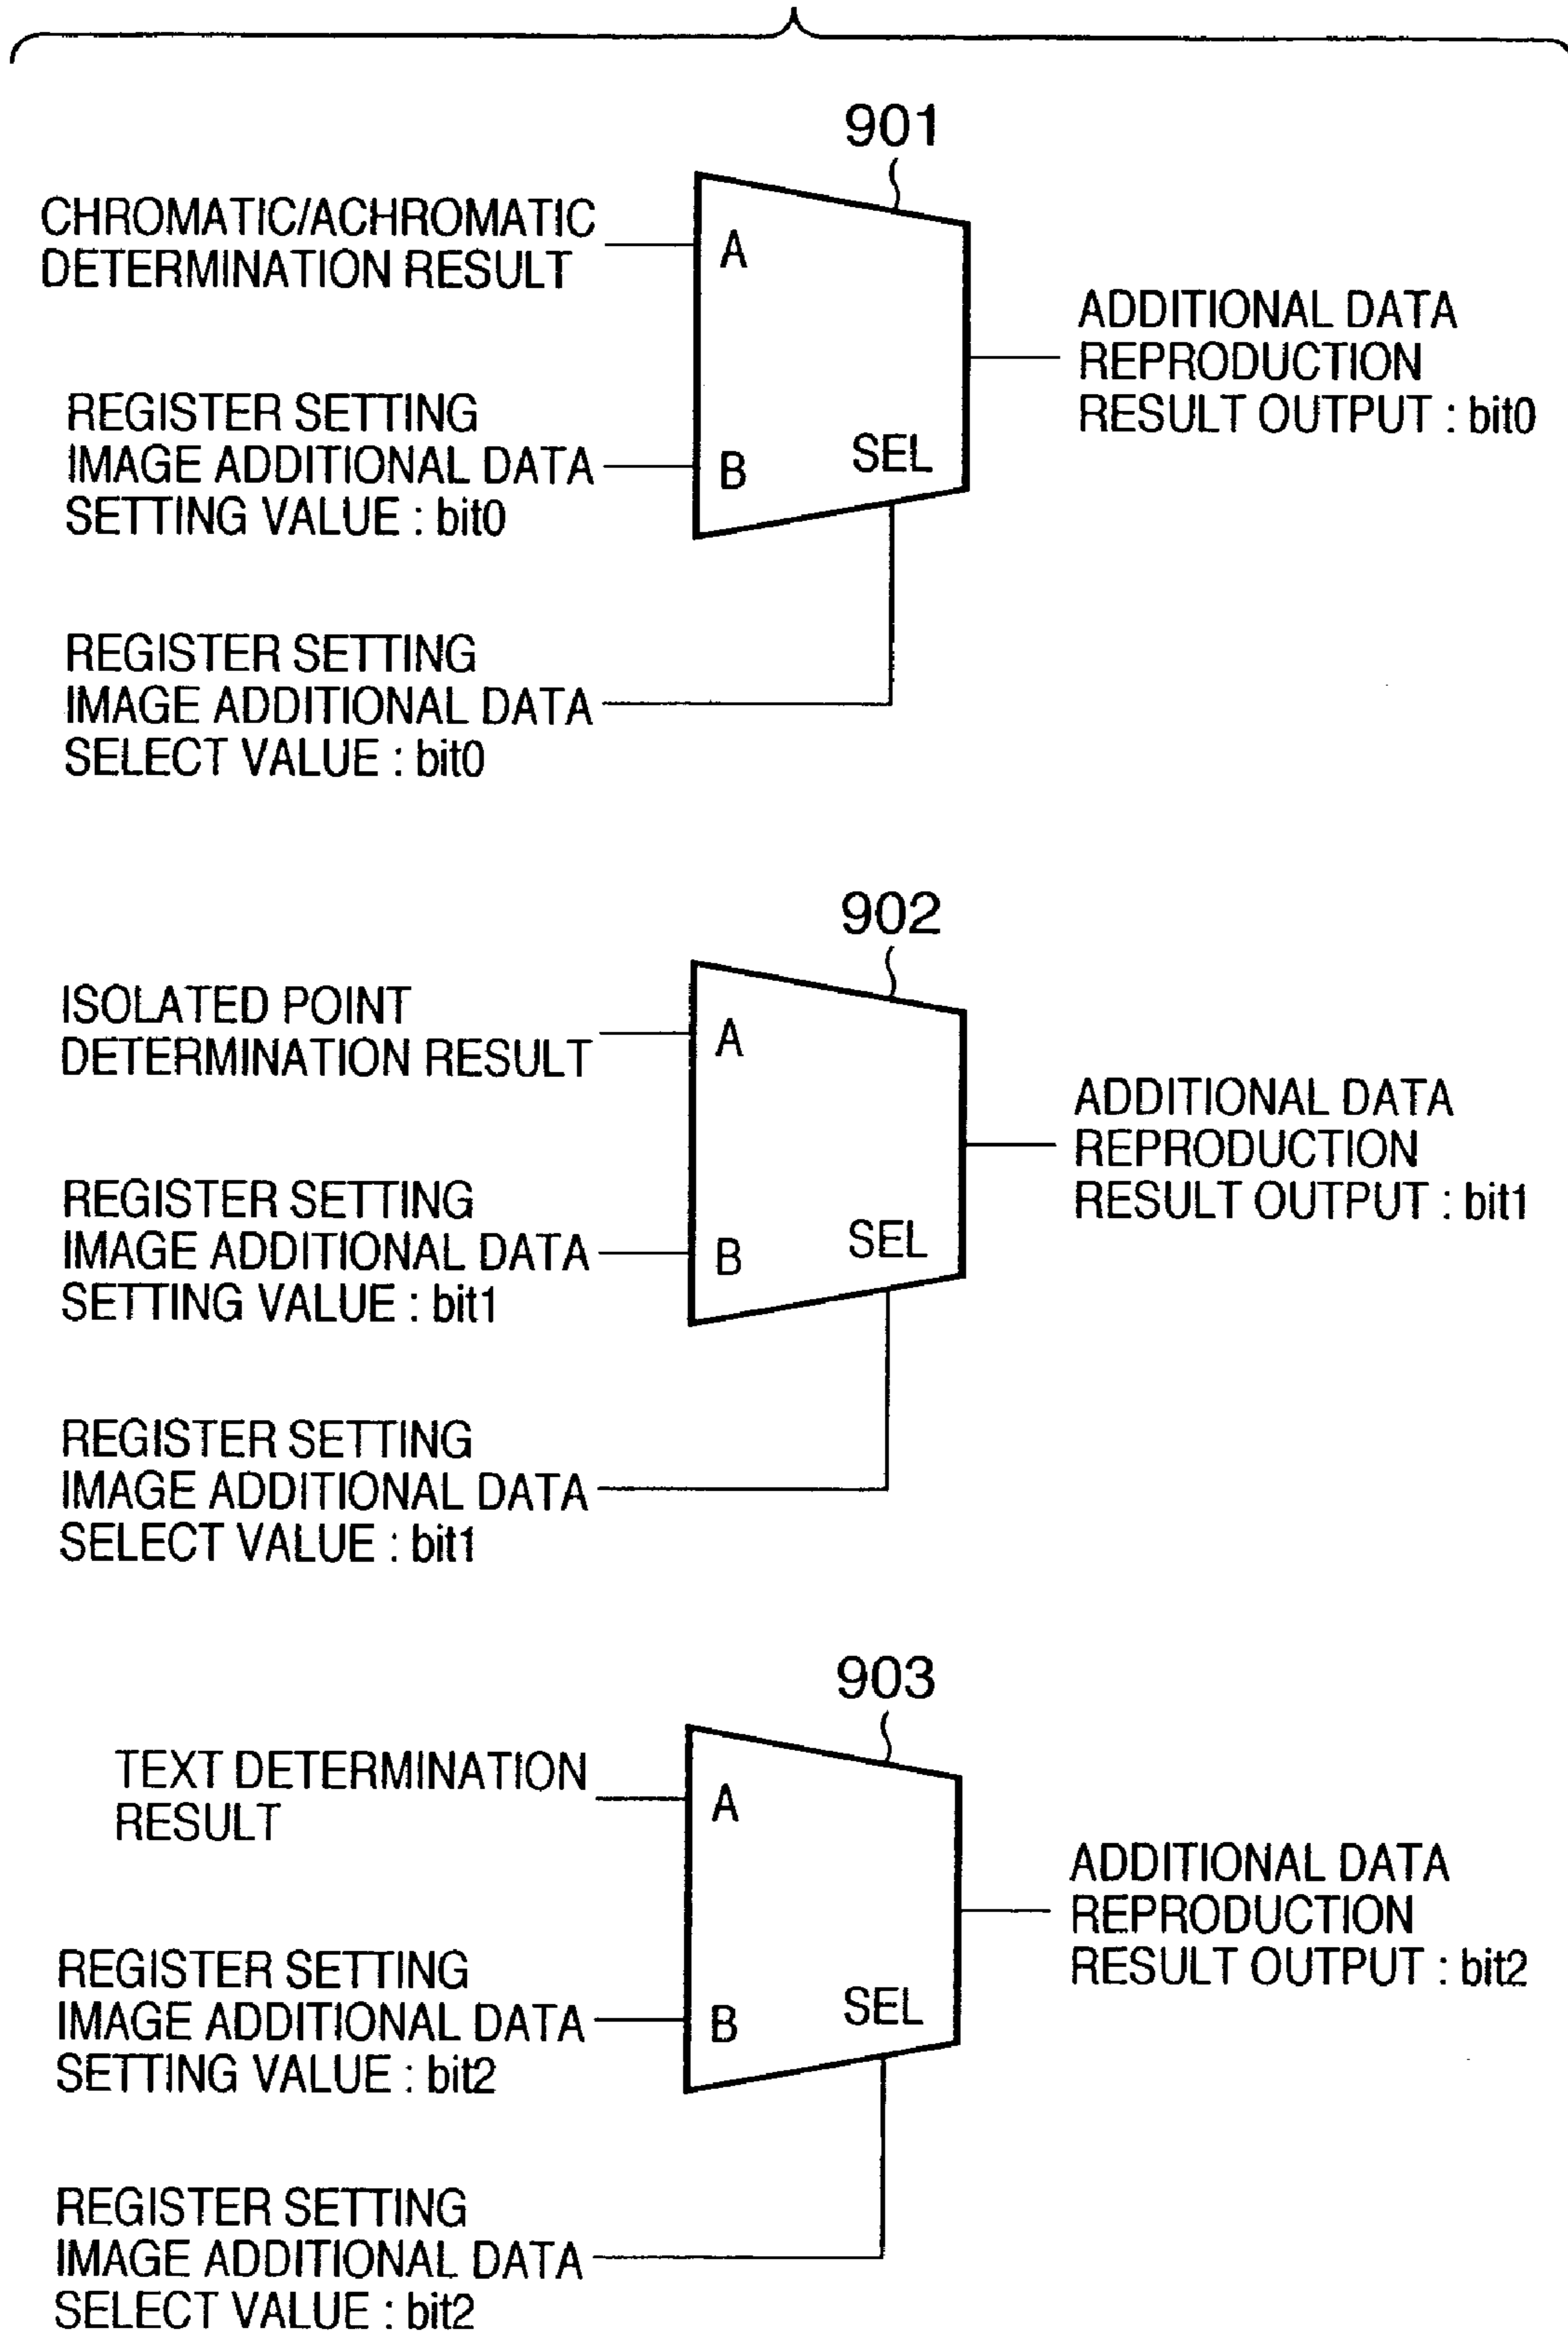 901
CHROMATIC/ACHROMATIC
DETERMINATION RESULT
A
ADDITIONAL DATA
REPRODUCTION
RESULT OUTPUT : bit0
REGISTER SETTING
IMAGE ADDITIONAL DATA
SETTING VALUE : bit0
B
SEL
REGISTER SETTING
IMAGE ADDITIONAL DATA
SELECT VALUE : bit0
902
ISOLATED POINT
DETERMINATION RESULT
A
ADDITIONAL DATA
REPRODUCTION
RESULT OUTPUT : bit1
REGISTER SETTING
IMAGE ADDITIONAL DATA
SETTING VALUE : bit1
B
SEL
REGISTER SETTING
IMAGE ADDITIONAL DATA
SELECT VALUE : bit1
903
TEXT DETERMINATION
RESULT
A
ADDITIONAL DATA
REPRODUCTION
RESULT OUTPUT : bit2
REGISTER SETTING
IMAGE ADDITIONAL DATA
SETTING VALUE : bit2
B
SEL
REGISTER SETTING
IMAGE ADDITIONAL DATA
SELECT VALUE : bit2